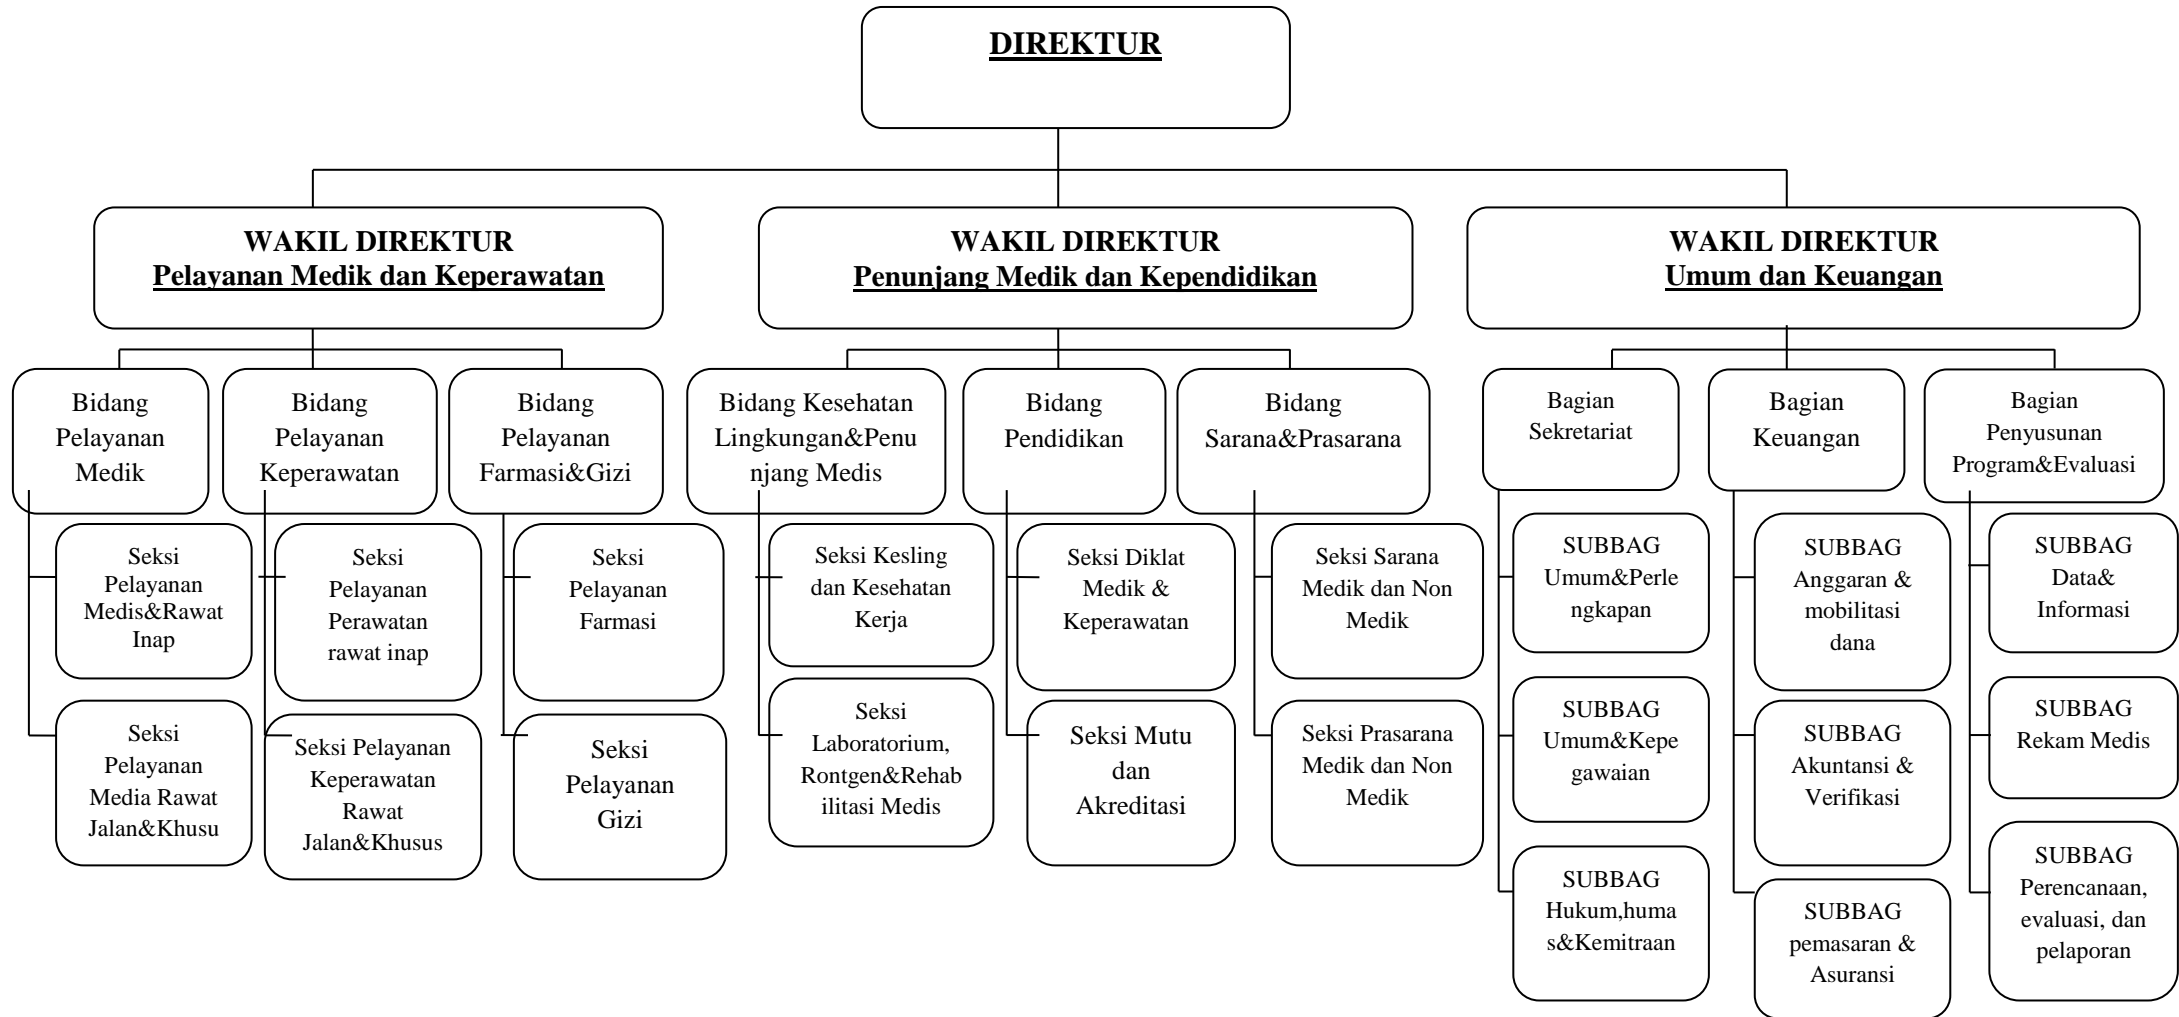 DIREKTUR
WAKIL DIREKTUR
Pelayanan Medik dan Keperawatan
WAKIL DIREKTUR
Penunjang Medik dan Kependidikan
WAKIL DIREKTUR
Umum dan Keuangan
Bidang
Pelayanan
Medik
Bidang
Pelayanan
Keperawatan
Bidang
Pelayanan
Farmasi&Gizi
Bidang Kesehatan
Lingkungan&Penu
njang Medis
Bidang
Pendidikan
Bidang
Sarana&Prasarana
Bagian
Sekretariat
Bagian
Keuangan
Bagian
Penyusunan
Program&Evaluasi
Seksi
Pelayanan
Medis&Rawat
Inap
Seksi
Pelayanan
Perawatan
rawat inap
Seksi
Pelayanan
Farmasi
Seksi Kesling
dan Kesehatan
Kerja
Seksi Diklat
Medik &
Keperawatan
Seksi Sarana
Medik dan Non
Medik
SUBBAG
Umum&Perle
ngkapan
SUBBAG
Anggaran &
mobilitasi
dana
SUBBAG
Data&
Informasi
Seksi
Pelayanan
Media Rawat
Jalan&Khusu
Seksi Pelayanan
Keperawatan
Rawat
Jalan&Khusus
Seksi
Pelayanan
Gizi
Seksi
Laboratorium,
Rontgen&Rehab
ilitasi Medis
Seksi Mutu
dan
Akreditasi
Seksi Prasarana
Medik dan Non
Medik
SUBBAG
Umum&Kepe
gawaian
SUBBAG
Akuntansi &
Verifikasi
SUBBAG
Rekam Medis
SUBBAG
Hukum,huma
s&Kemitraan
SUBBAG
pemasaran &
Asuransi
SUBBAG
Perencanaan,
evaluasi, dan
pelaporan